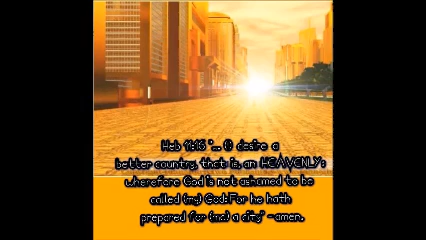 Heb 11:16 "... (I) desire a
better country, that is, an HEAVENLY:
wherefore God is not ashamed to be
called (my) God: For he hath
prepared for (me) a city" - amen.